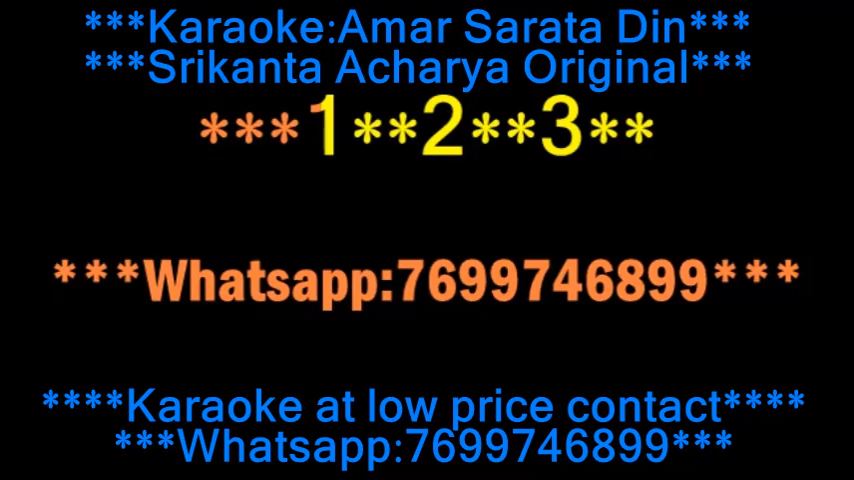 ***Karaoke:Amar Sarata Din***
***Srikanta Acharya Original***
***1**2**3**
***Whatsapp:7699746899***
****Karaoke at low price contact****
***Whatsapp:7699746899***